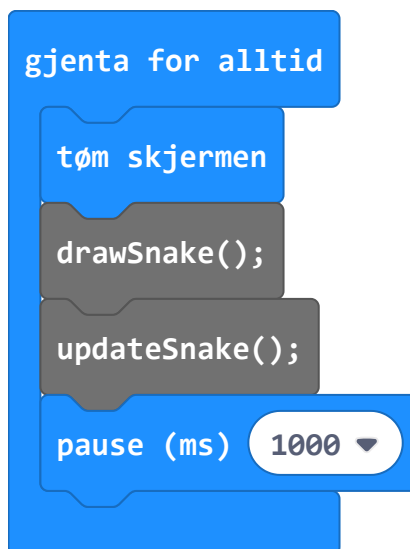 gjenta for alltid
tøm skjermen
drawSnake();
updateSnake();
pause (ms) 1000